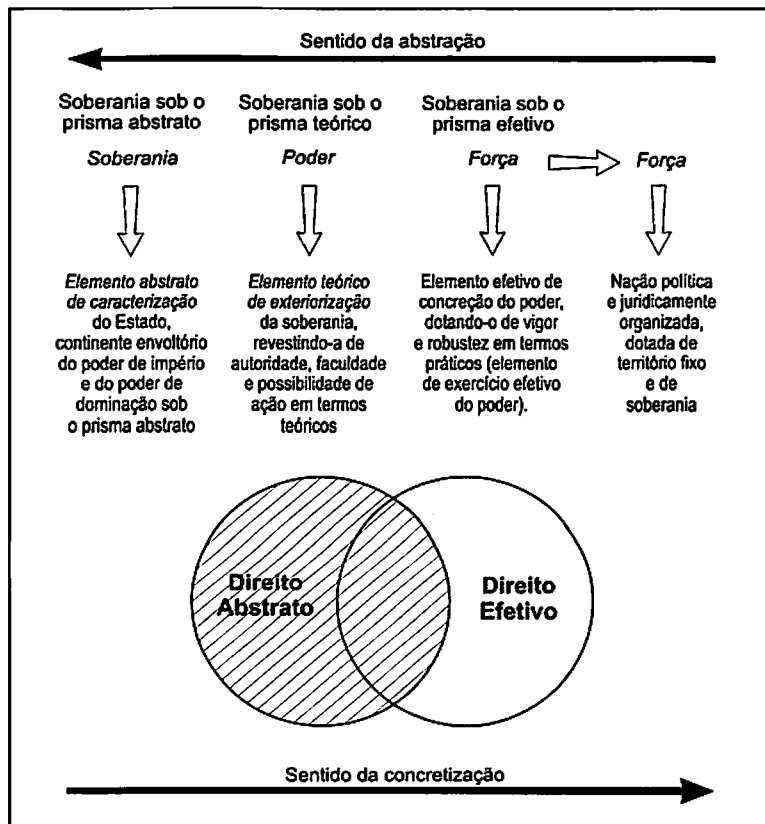 Sentido da abstração
Soberania sob o
prisma abstrato
Soberania
Soberania sob o
prisma teórico
Poder
Soberania sob o
prisma efetivo
Força
Força
Elemento abstrato
de caracterização
do Estado,
continente envoltório
do poder de império
e do poder de
dominação sob
o prisma abstrato
Elemento teórico
de exteriorização
da soberania,
revestindo-a de
autoridade, faculdade
e possibilidade de
ação em termos
teóricos
Elemento efetivo de
concreção do poder,
dotando-o de vigor
e robustez em termos
práticos (elemento
de exercício efetivo
do poder).
Nação política
e juridicamente
organizada,
dotada de
território fixo
e de
soberania
Direito
Abstrato
Direito
Efetivo
Sentido da concretização